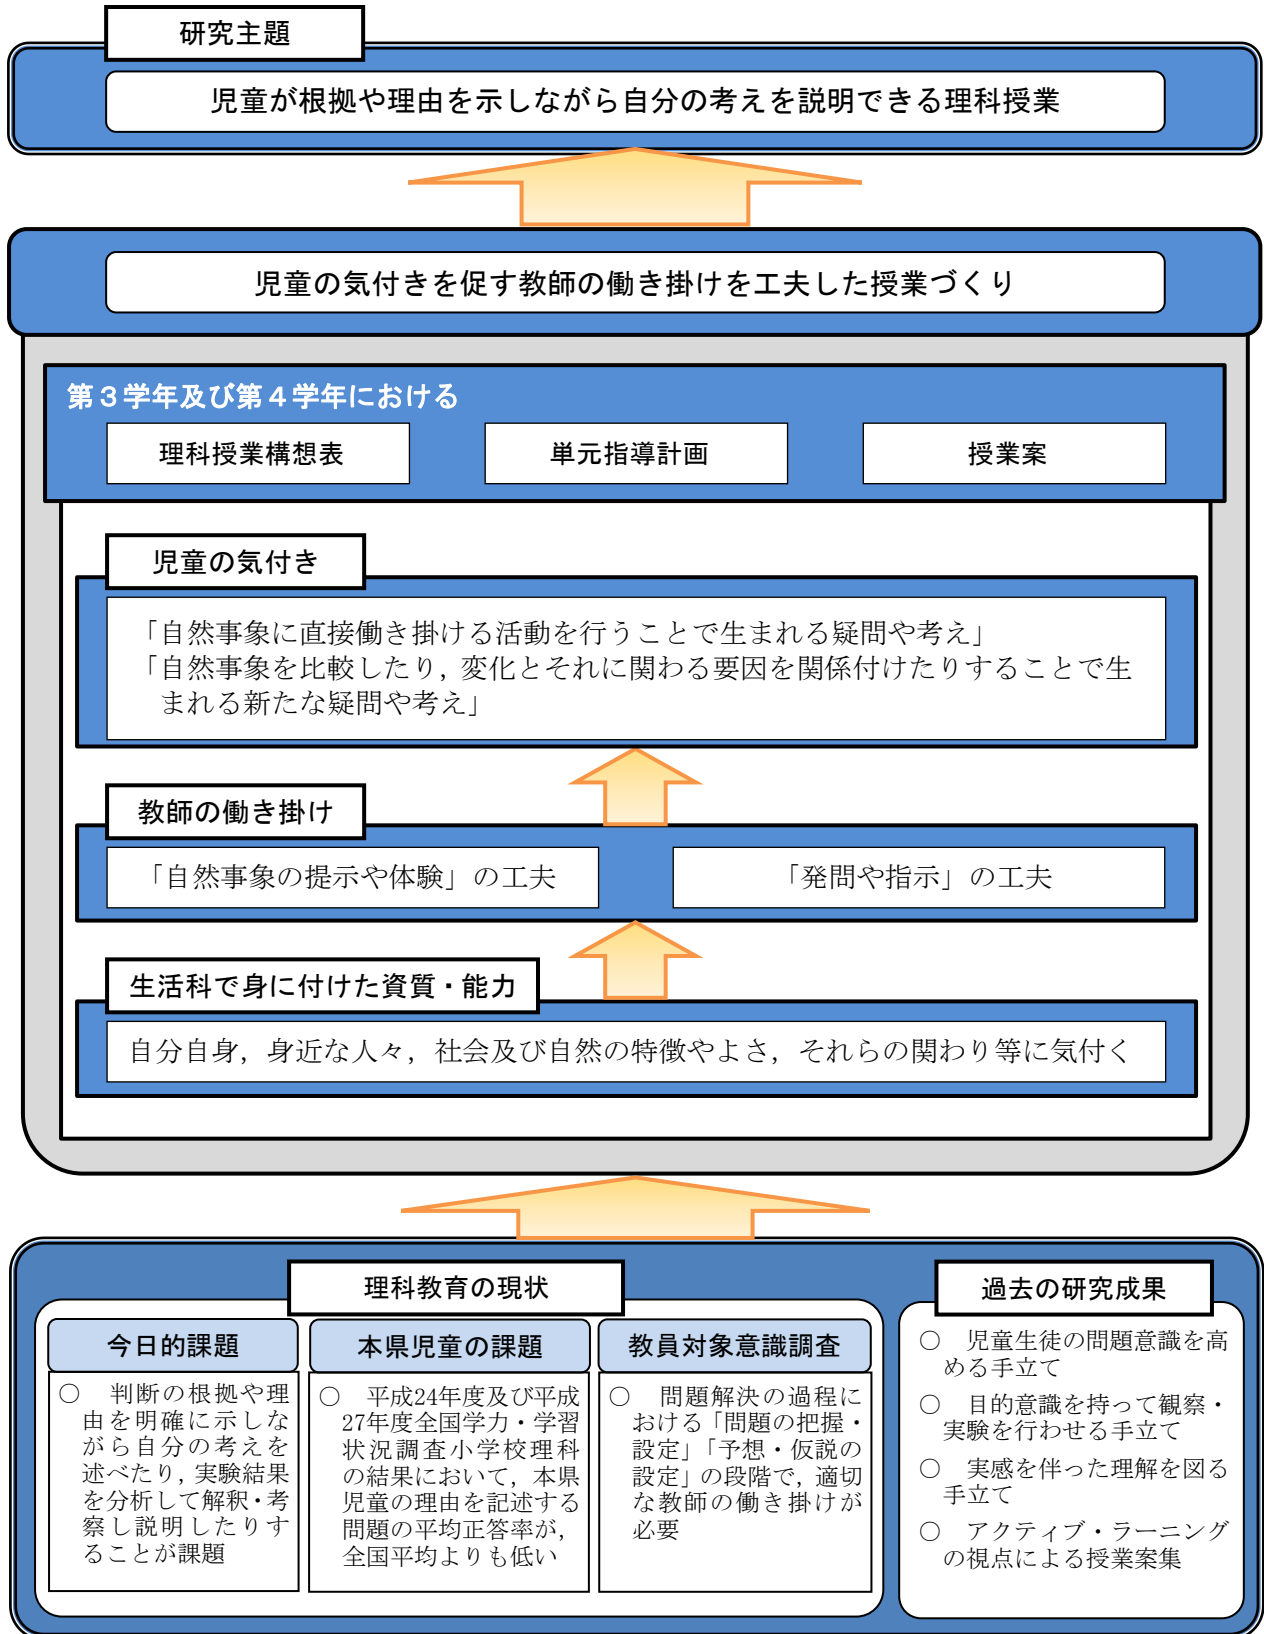 研究主題
児童が根拠や理由を示しながら自分の考えを説明できる理科授業
児童の気付きを促す教師の働き掛けを工夫した授業づくり
第３学年及び第４学年における
理科授業構想表
単元指導計画
授業案
児童の気付き
「自然事象に直接働き掛ける活動を行うことで生まれる疑問や考え」
「自然事象を比較したり，変化とそれに関わる要因を関係付けたりすることで生
まれる新たな疑問や考え」
教師の働き掛け
「自然事象の提示や体験」の工夫
「発問や指示」の工夫
生活科で身に付けた資質・能力
自分自身，身近な人々，社会及び自然の特徴やよさ，それらの関わり等に気付く
理科教育の現状
今日的課題
○　判断の根拠や理
由を明確に示しな
がら自分の考えを
述べたり，実験結果
を分析して解釈・考
察し説明したりす
ることが課題
本県児童の課題
○　平成24年度及び平成
27年度全国学力・学習
状況調査小学校理科
の結果において，本県
児童の理由を記述する
問題の平均正答率が，
全国平均よりも低い
教員対象意識調査
○　問題解決の過程に
おける「問題の把握・
設定」「予想・仮説の
設定」の段階で，適切
な教師の働き掛けが
必要
過去の研究成果
○　児童生徒の問題意識を高
める手立て
○　目的意識を持って観察・
実験を行わせる手立て
○　実感を伴った理解を図る
手立て
○　アクティブ・ラーニング
の視点による授業案集